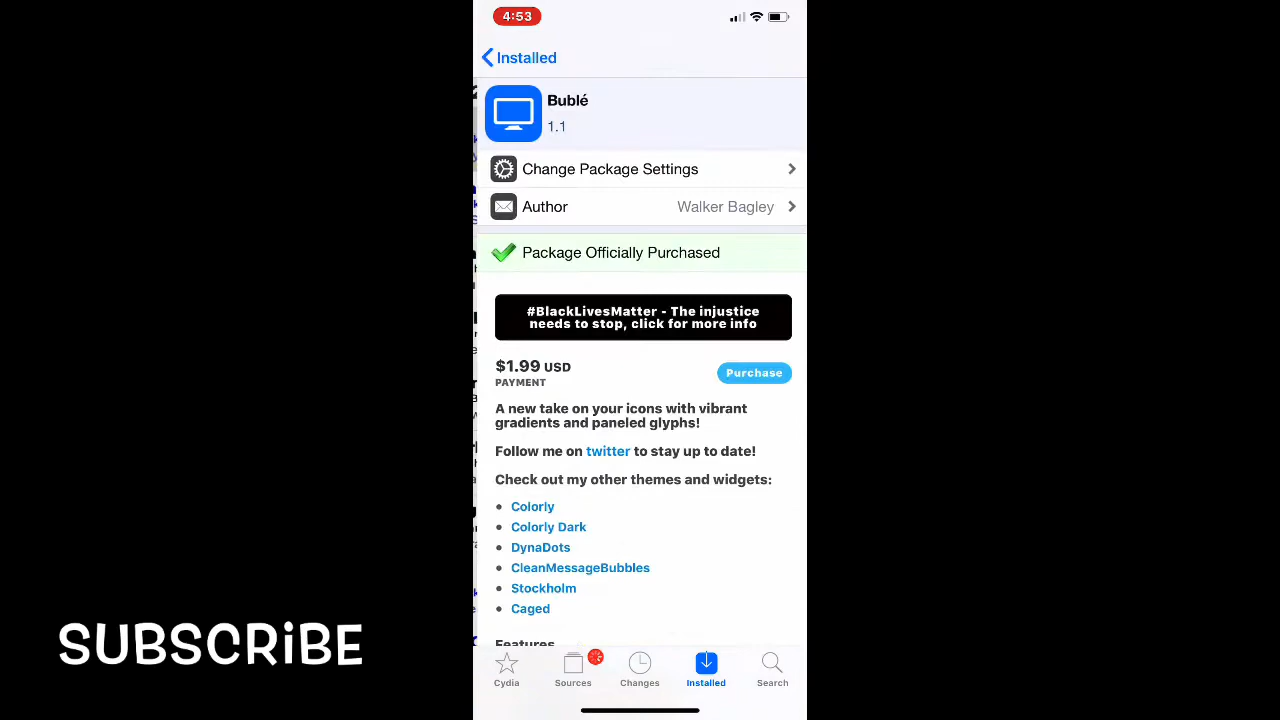 4:53
Installed
Bublé
1.1
Change Package Settings
Author Walker Bagley
Package Officially Purchased
#BlackLivesMatter - The injustice
needs to stop, click for more info
$1.99 USD
PAYMENT
Purchase
A new take on your icons with vibrant
gradients and paneled glyphs!
Follow me on twitter to stay up to date!
Check out my other themes and widgets:
Colorly
Colorly Dark
DynaDots
CleanMessageBubbles
Stockholm
Caged
Features
SUBSCRiBE
Cydia
Sources
Changes
Installed
Search